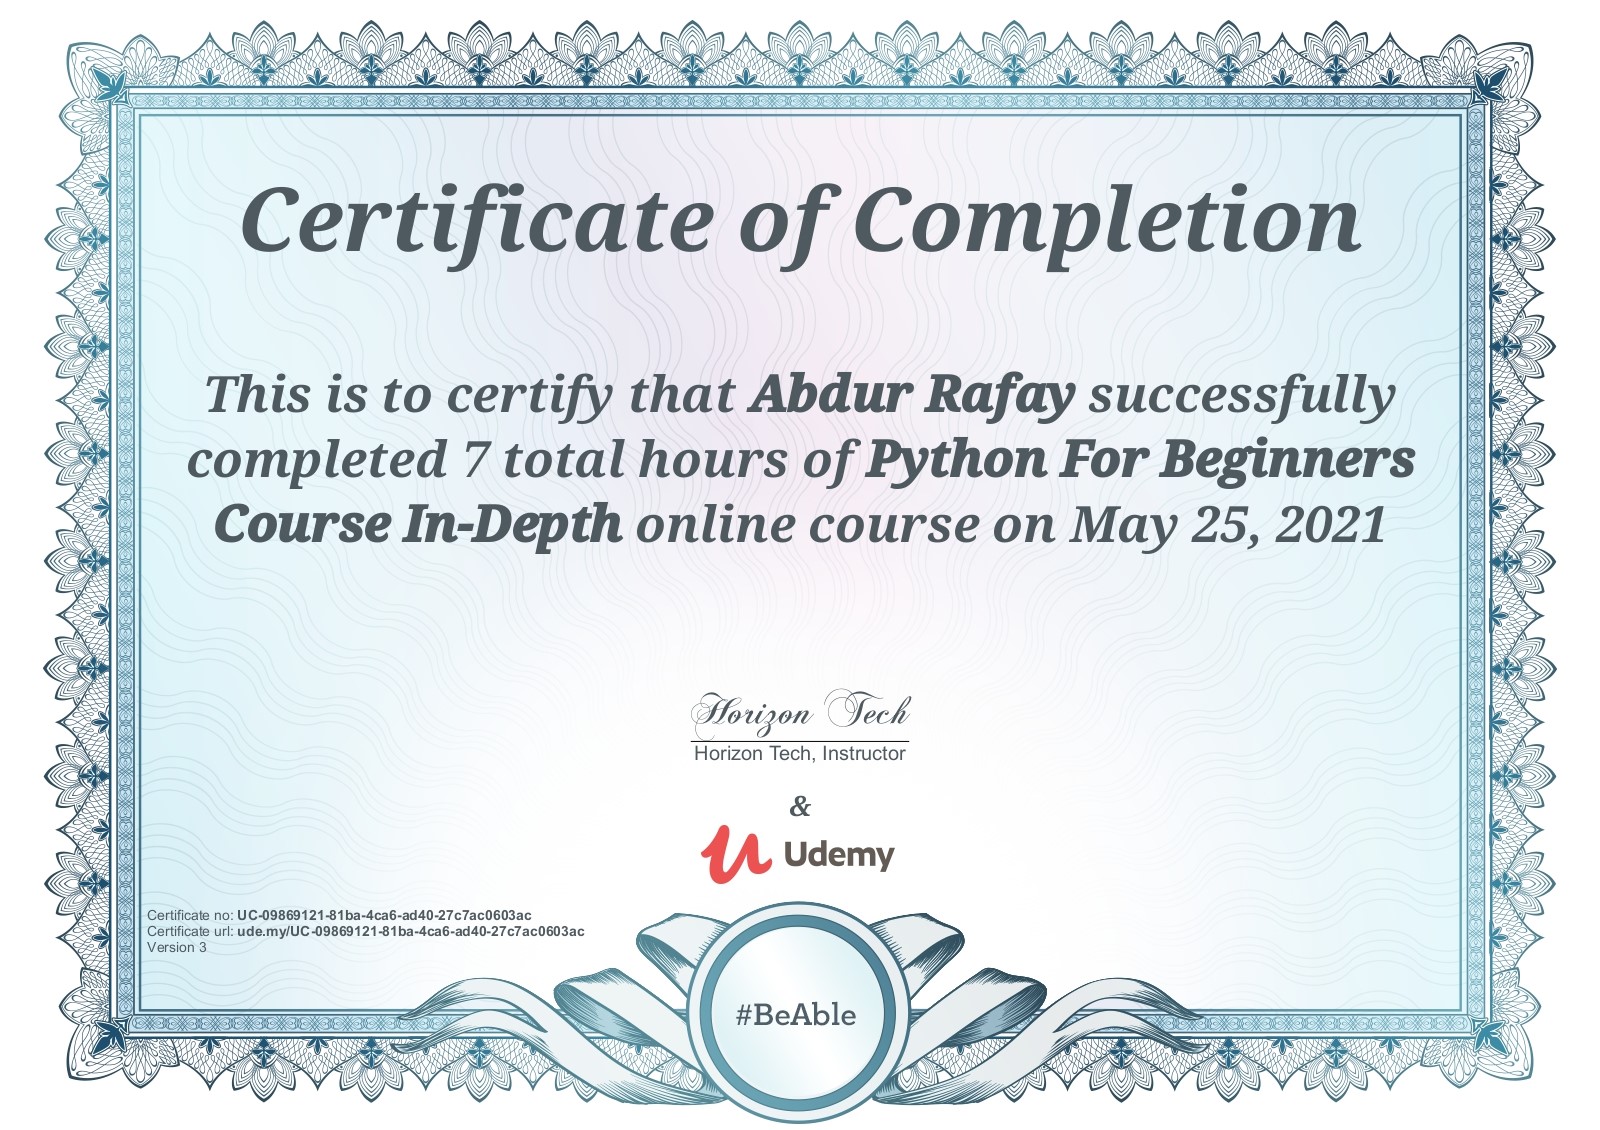 Certificate of Completion
This is to certify that Abdur Rafay successfully
completed 7 total hours of Python For Beginners
Course In-Depth online course on May 25, 2021
Horizon Tech
Horizon Tech, Instructor
&
Udemy
Certificate no: UC-09869121-81ba-4ca6-ad40-27c7ac0603ac
Certificate url: ude.my/UC-09869121-81ba-4ca6-ad40-27c7ac0603ac
Version 3
#BeAble